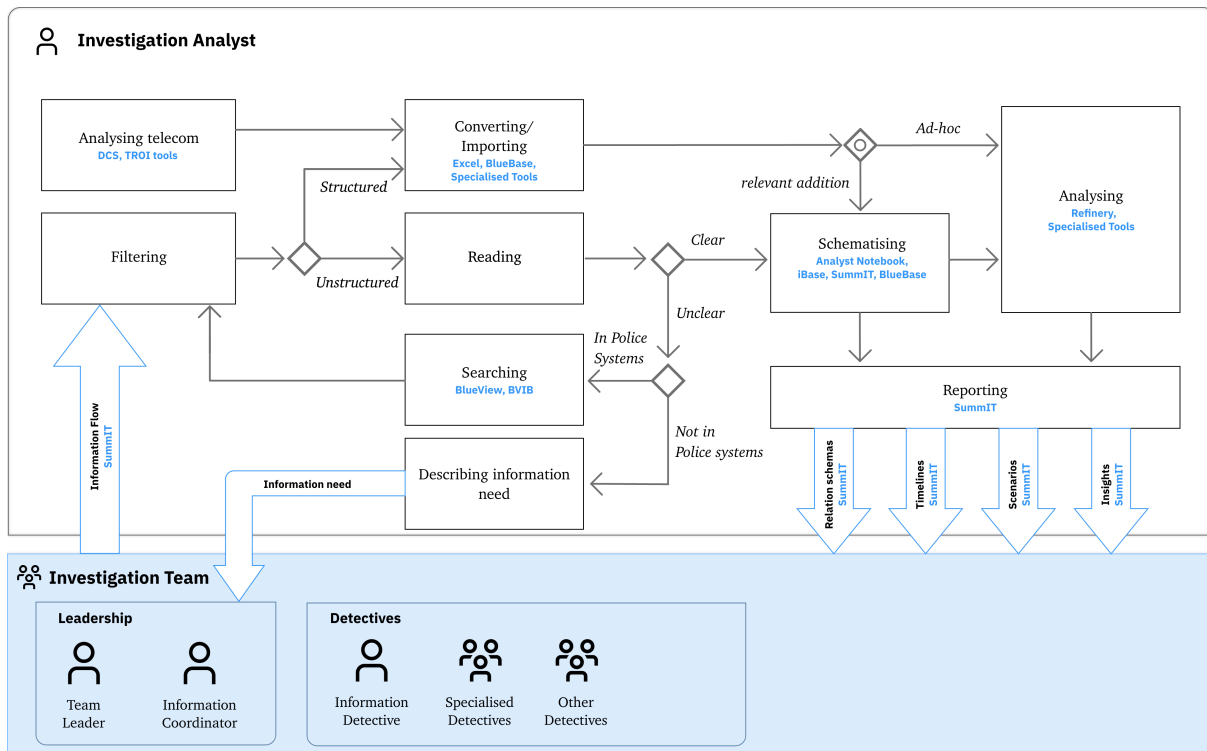 Investigation Analyst
Analysing telecom
DCS, TROI tools
Converting/
Importing
Excel, BlueBase,
Specialised Tools
Structured
Ad-hoc
relevant addition
Analysing
Refinery,
Specialised Tools
Filtering
Unstructured
Reading
Clear
Schematising
Analyst Notebook,
iBase, SummIT, BlueBase
Unclear
In Police
Systems
Searching
BlueView, BVIB
Reporting
SummIT
Not in
Police systems
Describing information
need
Information need
Information Flow
SummIT
Relation schemas
SummIT
Timelines
SummIT
Scenarios
SummIT
Insights
SummIT
Investigation Team
Leadership
Team
Leader
Information
Coordinator
Detectives
Information
Detective
Specialised
Detectives
Other
Detectives